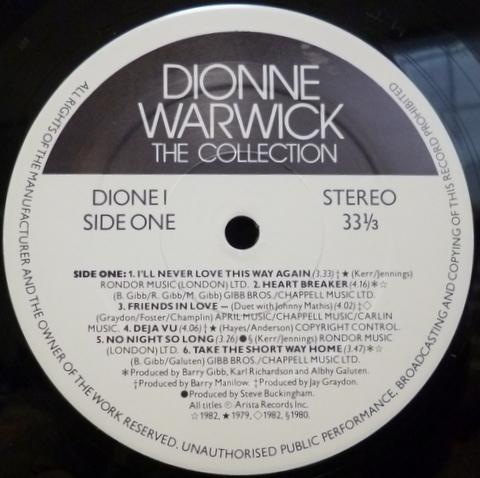 DIONNE
WARWICK
THE COLLECTION
DIONE I
SIDE ONE
STEREO
33⅓
SIDE ONE: 1. I'LL NEVER LOVE THIS WAY AGAIN (3.33) ‡★ (Kerr/Jennings)
RONDOR MUSIC (LONDON) LTD. 2. HEART BREAKER (4.16)✳☆
(B. Gibb/R. Gibb/M. Gibb) GIBB BROS./CHAPPELL MUSIC LTD.
3. FRIENDS IN LOVE — (Duet with Johnny Mathis) (4.02) ‡◇
(Graydon/Foster/Champlin) APRIL MUSIC/CHAPPELL MUSIC/CARLIN
MUSIC. 4. DEJA VU (4.06) ‡★ (Hayes/Anderson) COPYRIGHT CONTROL.
5. NO NIGHT SO LONG (3.26)●§ (Kerr/Jennings) RONDOR MUSIC
(LONDON) LTD. 6. TAKE THE SHORT WAY HOME (3.47)✳☆
(B. Gibb/Galuten) GIBB BROS./CHAPPELL MUSIC LTD.
✳Produced by Barry Gibb, Karl Richardson and Albhy Galuten.
†Produced by Barry Manilow. ‡Produced by Jay Graydon.
●Produced by Steve Buckingham.
All titles ℗ Arista Records Inc.
☆1982, ★1979, ◇1982, §1980.
ALL RIGHTS OF THE MANUFACTURER AND THE OWNER OF THE WORK RESERVED. UNAUTHORISED PUBLIC PERFORMANCE, BROADCASTING AND COPYING OF THIS RECORD PROHIBITED